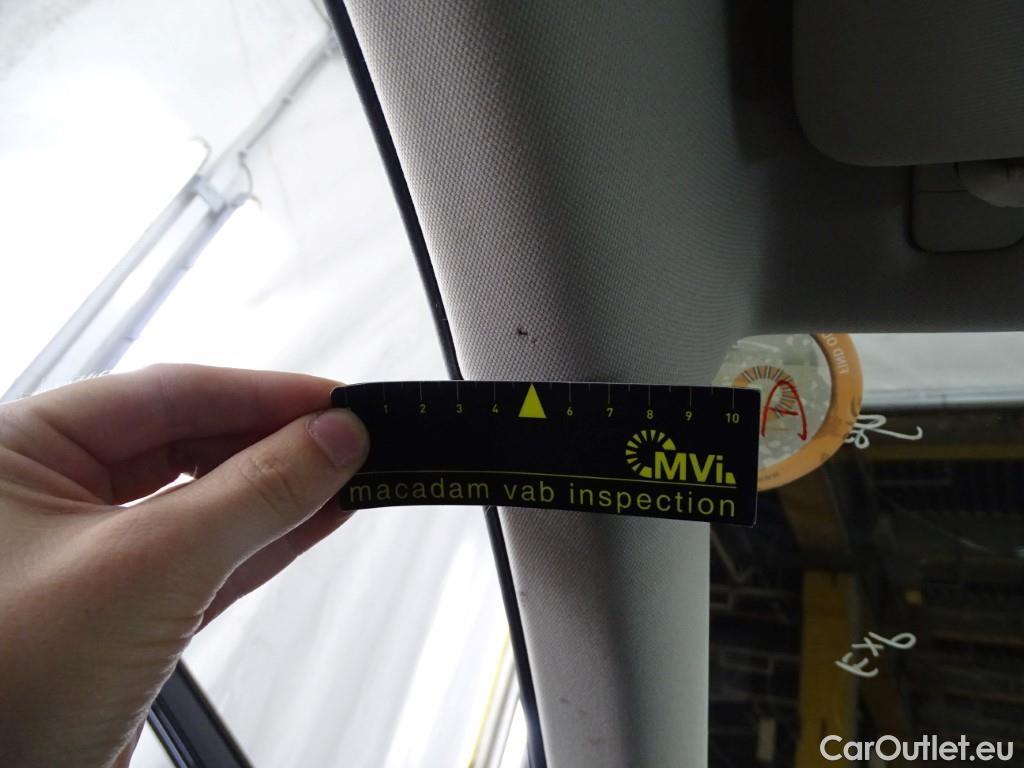 1 2 3 4 6 7 8 9 10
MVi
macadam vab inspection
CarOutlet.eu